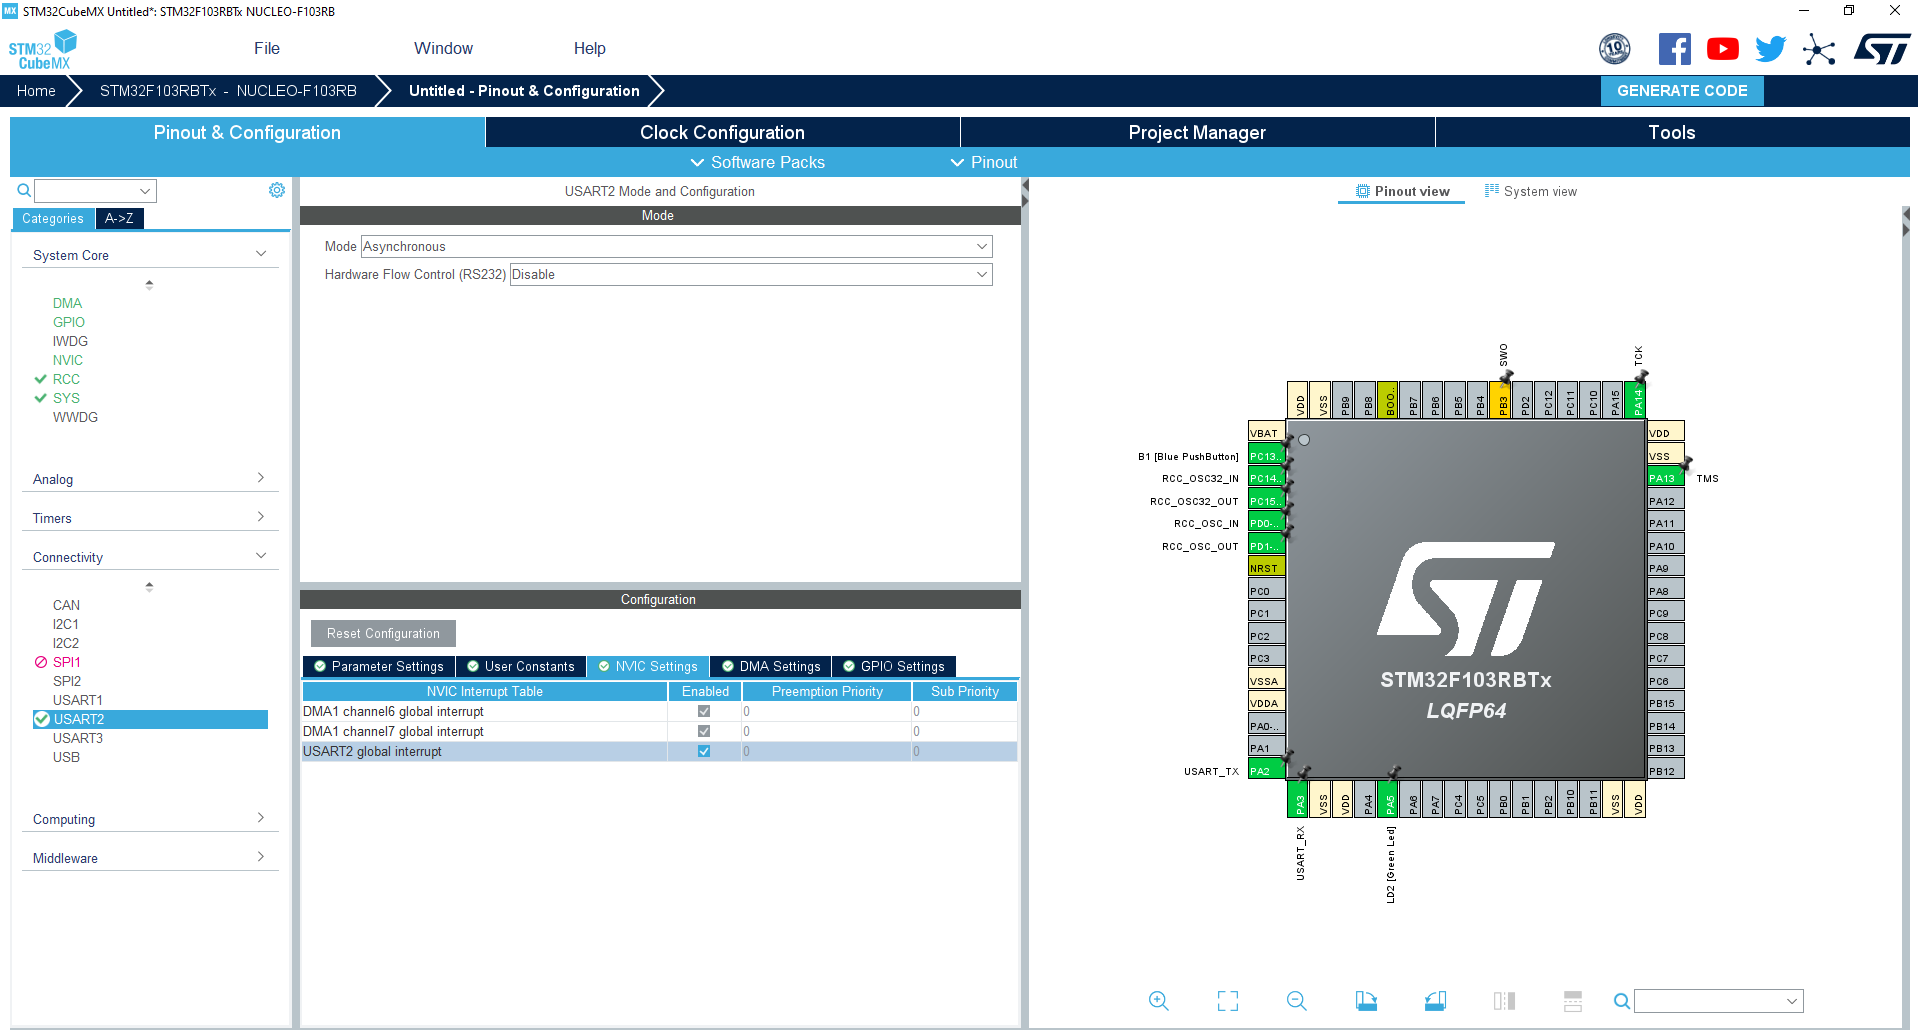 STM32CubeMX Untitled*: STM32F103RBTx NUCLEO-F103RB
STM32
CubeMX
File
Window
Help
Home
STM32F103RBTx - NUCLEO-F103RB
Untitled - Pinout & Configuration
GENERATE CODE
Pinout & Configuration
Clock Configuration
Project Manager
Tools
Software Packs
Pinout
Categories
A->Z
System Core
DMA
GPIO
IWDG
NVIC
RCC
SYS
WWDG
Analog
Timers
Connectivity
CAN
I2C1
I2C2
SPI1
SPI2
USART1
USART2
USART3
USB
Computing
Middleware
USART2 Mode and Configuration
Mode
Mode Asynchronous
Hardware Flow Control (RS232) Disable
Configuration
Reset Configuration
Parameter Settings
User Constants
NVIC Settings
DMA Settings
GPIO Settings
NVIC Interrupt Table Enabled Preemption Priority Sub Priority
DMA1 channel6 global interrupt 0 0
DMA1 channel7 global interrupt 0 0
USART2 global interrupt 0 0
Pinout view
System view
SWO
TCK
VDD
VSS
PB9
PB8
BOO..
PB7
PB6
PB5
PB4
PB3
PD2
PC12
PC11
PC10
PA15
PA14
VBAT
B1 [Blue PushButton] PC13..
RCC_OSC32_IN PC14..
RCC_OSC32_OUT PC15..
RCC_OSC_IN PD0-..
RCC_OSC_OUT PD1-..
NRST
PC0
PC1
PC2
PC3
VSSA
VDDA
PA0-..
PA1
USART_TX PA2
VDD
VSS
PA13 TMS
PA12
PA11
PA10
PA9
PA8
PC9
PC8
PC7
PC6
PB15
PB14
PB13
PB12
ST
STM32F103RBTx
LQFP64
PA3
VSS
VDD
PA4
PA5
PA6
PA7
PC4
PC5
PB0
PB1
PB2
PB10
PB11
VSS
VDD
USART_RX
LD2 [Green Led]